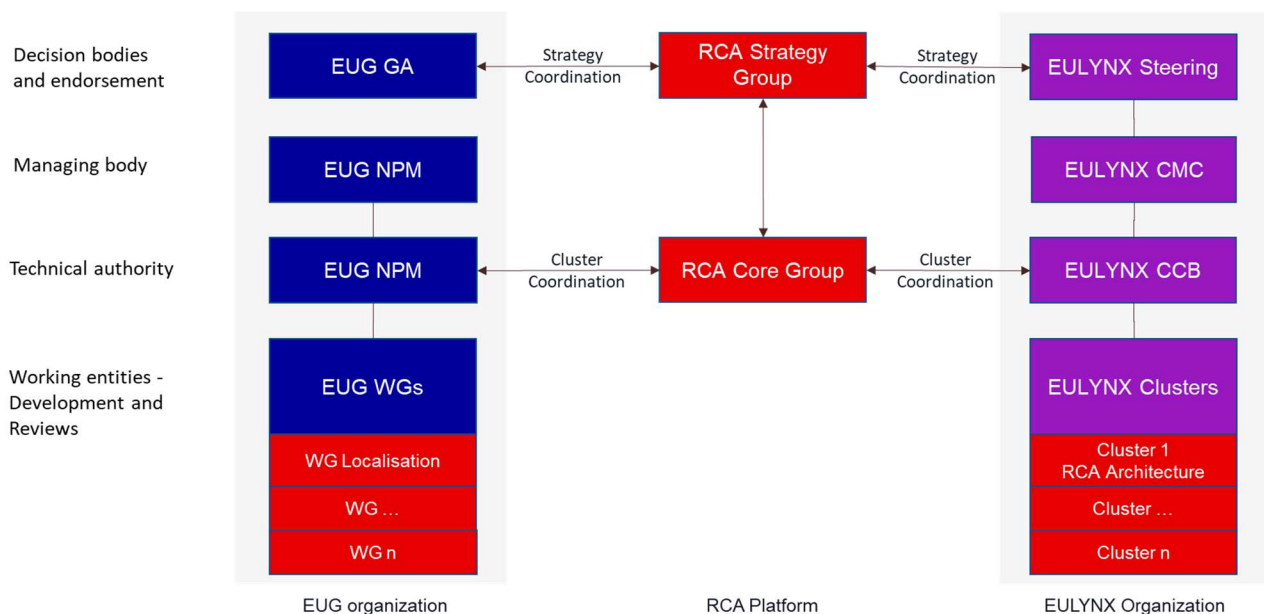 Decision bodies
and endorsement
EUG GA
Strategy
Coordination
RCA Strategy
Group
Strategy
Coordination
EULYNX Steering
Managing body
EUG NPM
EULYNX CMC
Technical authority
EUG NPM
Cluster
Coordination
RCA Core Group
Cluster
Coordination
EULYNX CCB
Working entities -
Development and
Reviews
EUG WGs
EULYNX Clusters
WG Localisation
Cluster 1
RCA Architecture
WG ...
Cluster ...
WG n
Cluster n
EUG organization
RCA Platform
EULYNX Organization